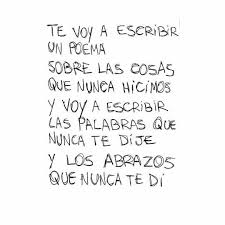 TE VOY A ESCRIBIR
UN POEMA
SOBRE LAS COSAS
QUE NUNCA HICIMOS
Y VOY A ESCRIBIR
LAS PALABRAS QUE
NUNCA TE DIJE
Y LOS ABRAZOS
QUE NUNCA TE DI